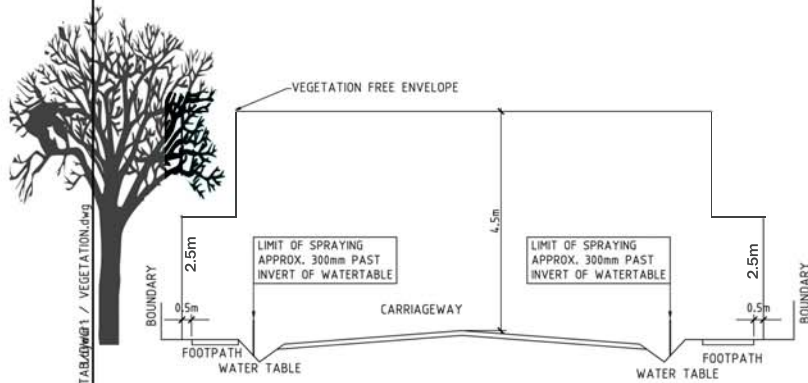 VEGETATION FREE ENVELOPE
4.5m
2.5m
2.5m
LIMIT OF SPRAYING
APPROX. 300mm PAST
INVERT OF WATERTABLE
LIMIT OF SPRAYING
APPROX. 300mm PAST
INVERT OF WATERTABLE
BOUNDARY
BOUNDARY
0.5m
0.5m
CARRIAGEWAY
FOOTPATH
WATER TABLE
FOOTPATH
WATER TABLE
/ VEGETATION.dwg